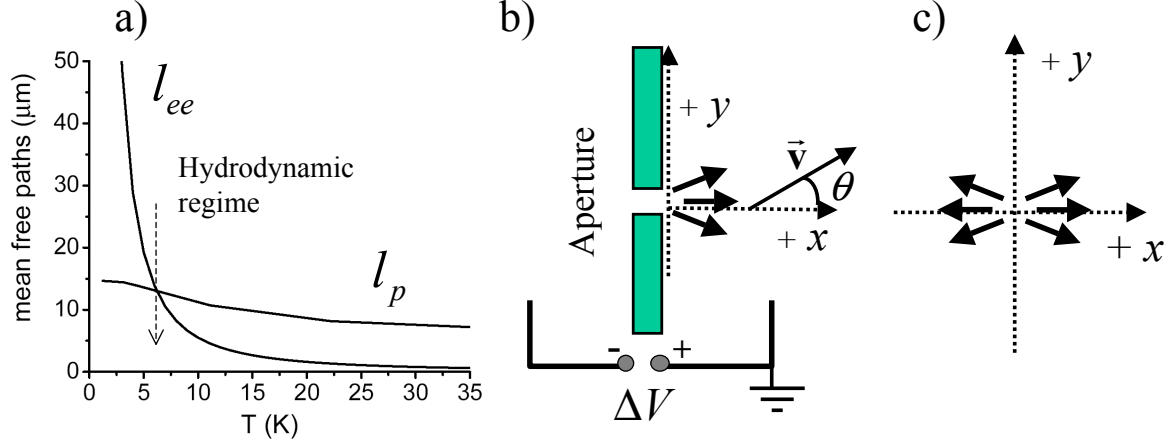 a)
mean free paths (μm)
50
40
30
20
10
0
l_ee
Hydrodynamic
regime
l_p
0 5 10 15 20 25 30 35
T (K)
b)
Aperture
+ y
v⃗
θ
+ x
- +
ΔV
c)
+ y
+ x